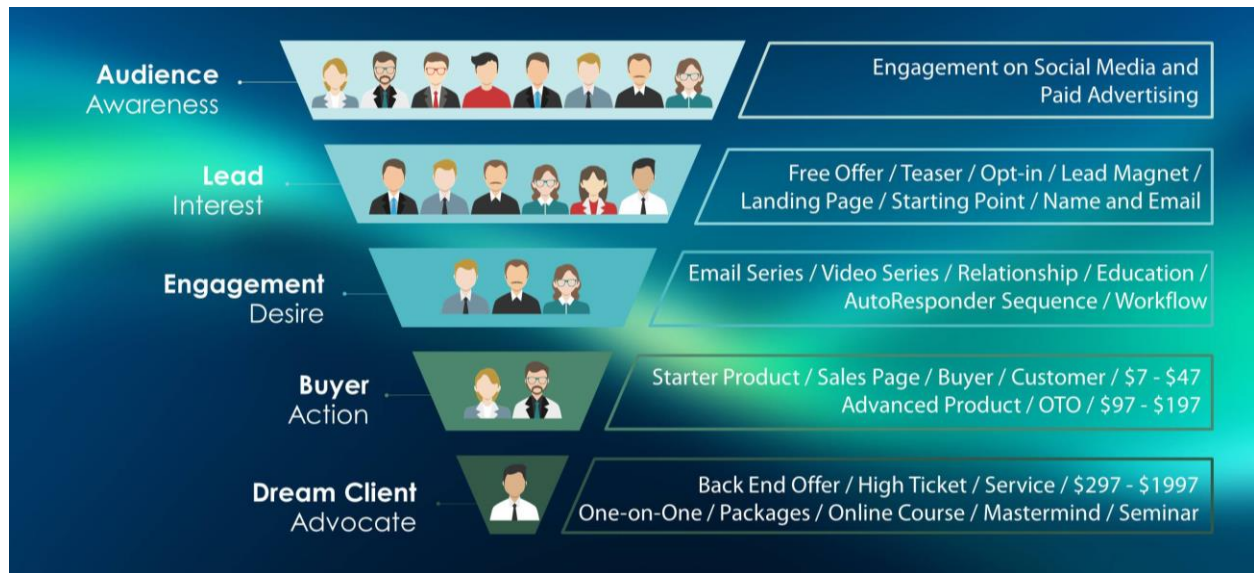 Audience
Awareness
Engagement on Social Media and
Paid Advertising
Lead
Interest
Free Offer / Teaser / Opt-in / Lead Magnet /
Landing Page / Starting Point / Name and Email
Engagement
Desire
Email Series / Video Series / Relationship / Education /
AutoResponder Sequence / Workflow
Buyer
Action
Starter Product / Sales Page / Buyer / Customer / $7 - $47
Advanced Product / OTO / $97 - $197
Dream Client
Advocate
Back End Offer / High Ticket / Service / $297 - $1997
One-on-One / Packages / Online Course / Mastermind / Seminar